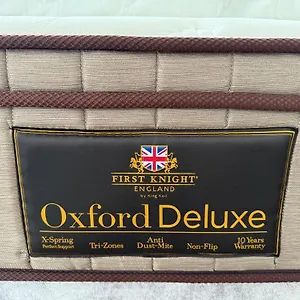 FIRST KNIGHT®
ENGLAND
by King Koil
Oxford Deluxe
X-Spring
Perfect Support
Tri-Zones
Anti
Dust-Mite
Non-Flip
10 Years
Warranty